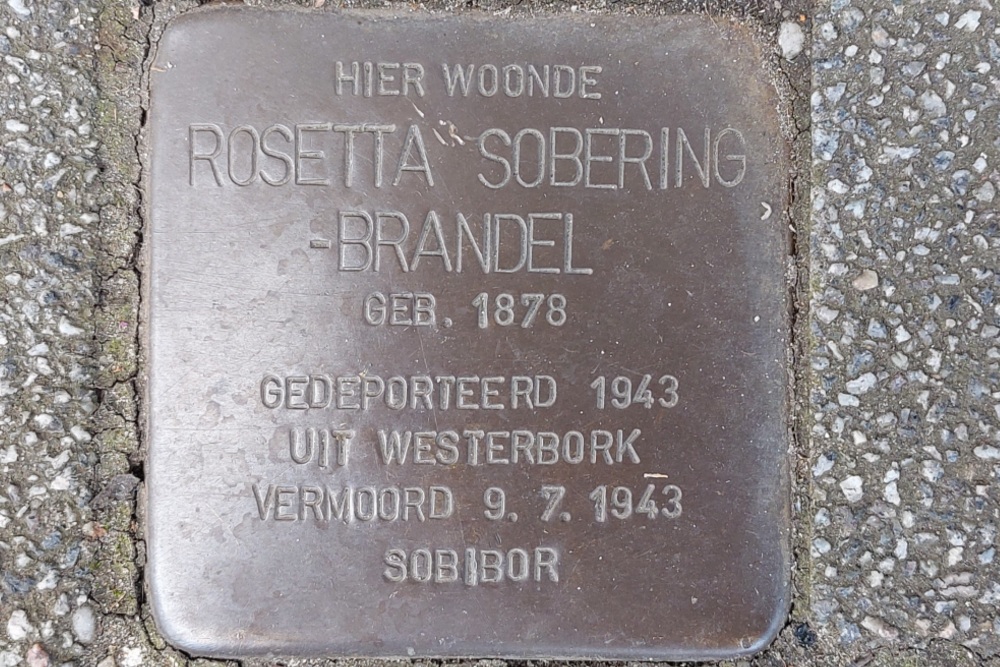 HIER WOONDE
ROSETTA SOBERING
-BRANDEL
GEB. 1878
GEDEPORTEERD 1943
UIT WESTERBORK
VERMOORD 9.7.1943
SOBIBOR